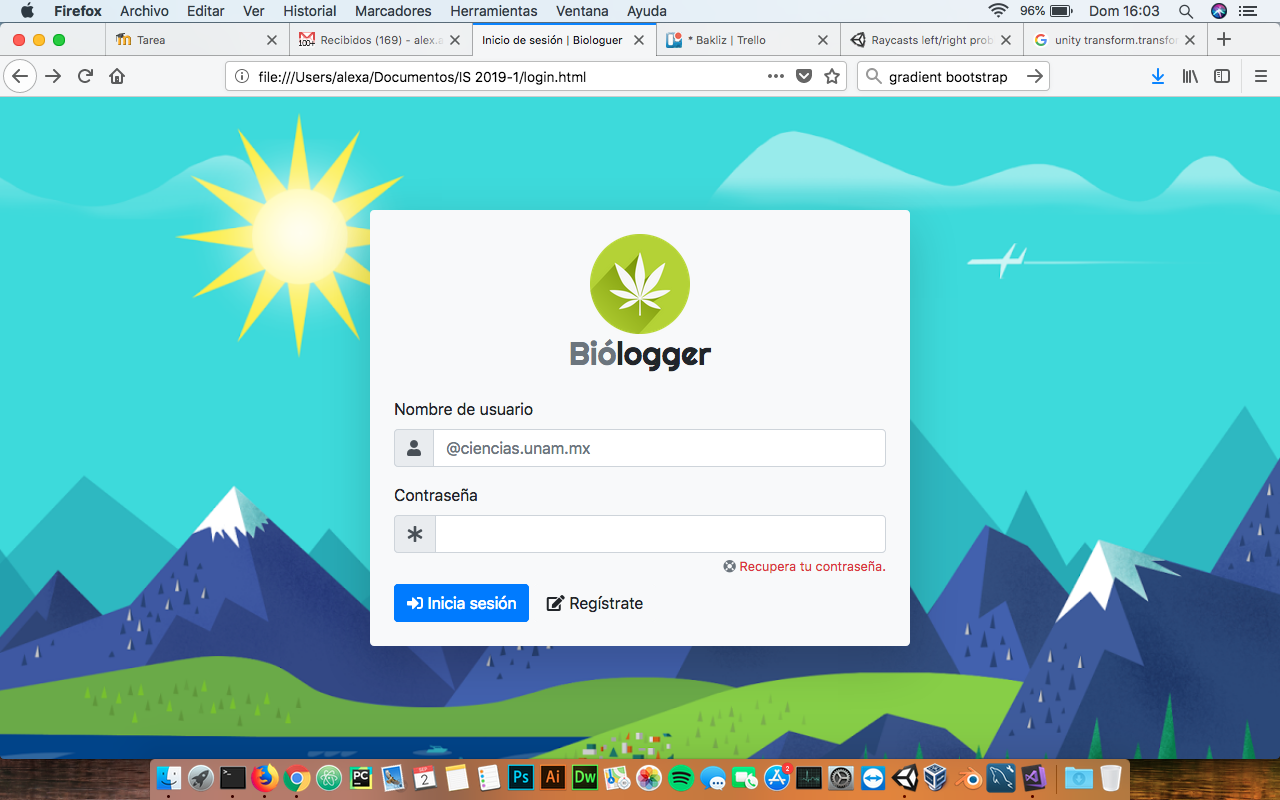 Firefox Archivo Editar Ver Historial Marcadores Herramientas Ventana Ayuda 96% Dom 16:03
Tarea
100+ Recibidos (169) - alex.a
Inicio de sesión | Biologuer
* Bakliz | Trello
Raycasts left/right prob
unity transform.transfor
file:///Users/alexa/Documentos/IS 2019-1/login.html
gradient bootstrap
Biólogger
Nombre de usuario
@ciencias.unam.mx
Contraseña
Recupera tu contraseña.
Inicia sesión Regístrate
PC
SEP
2
Ps Ai Dw
2